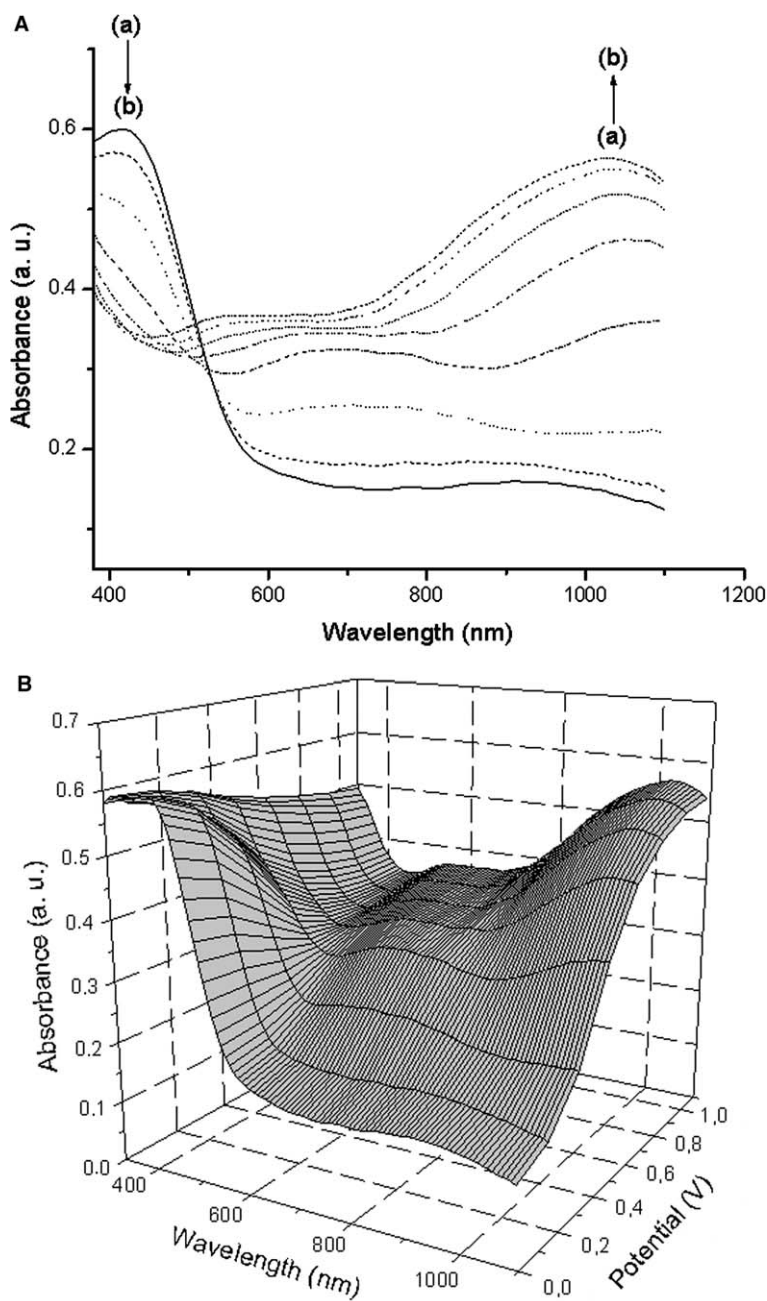 A
(a)
(b)
(b)
(a)
0.6
0.4
0.2
Absorbance (a. u.)
400
600
800
1000
1200
Wavelength (nm)
B
0.7
0.6
0.5
0.4
0.3
0.2
0.1
0.0
Absorbance (a. u.)
400
600
800
1000
Wavelength (nm)
0,0
0,2
0,4
0,6
0,8
1,0
Potential (V)